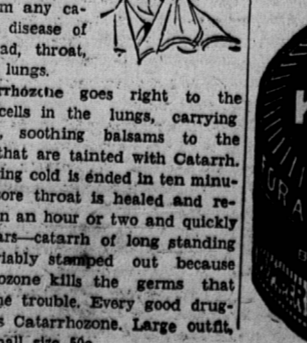 m any ca-
disease of
ad, throat,
lungs.
rrhozone goes right to the
cells in the lungs, carrying
, soothing balsams to the
that are tainted with Catarrh.
ing cold is ended in ten minu-
ore throat is healed and re-
n an hour or two and quickly
ars—catarrh of long standing
riably stamped out because
ozone kills the germs that
he trouble. Every good drug-
s Catarrhozone. Large outfit,
FOR A